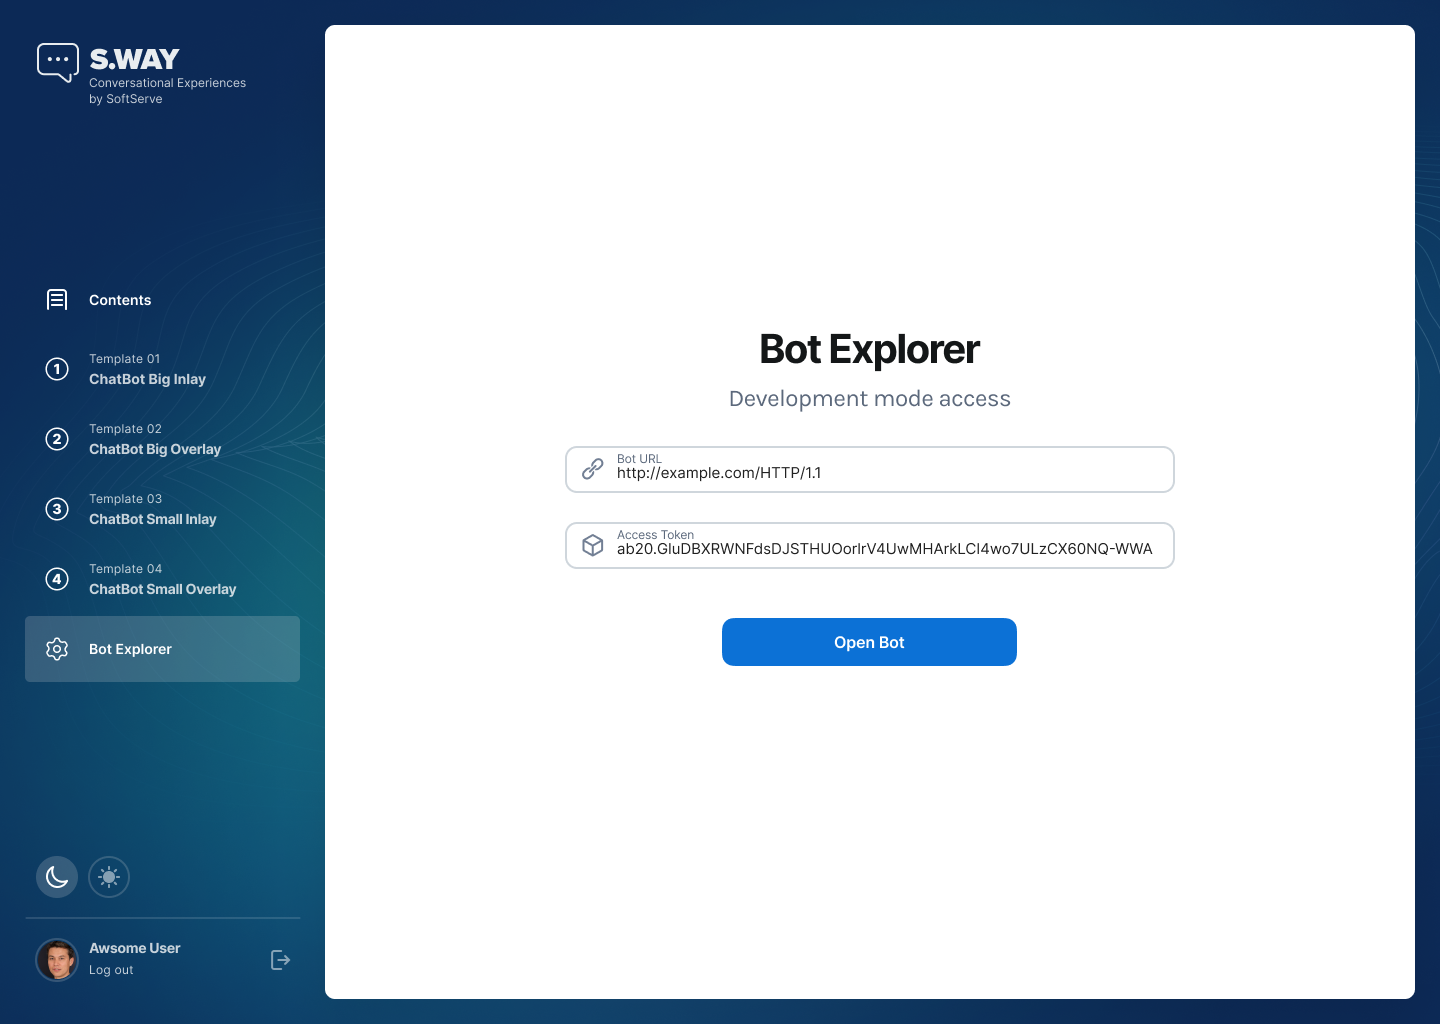 S.WAY
Conversational Experiences
by SoftServe
Contents
1
Template 01
ChatBot Big Inlay
2
Template 02
ChatBot Big Overlay
3
Template 03
ChatBot Small Inlay
4
Template 04
ChatBot Small Overlay
Bot Explorer
Awsome User
Log out
Bot Explorer
Development mode access
Bot URL
http://example.com/HTTP/1.1
Access Token
ab20.GluDBXRWNFdsDJSTHUOorlrV4UwMHArkLCl4wo7ULzCX60NQ-WWA
Open Bot